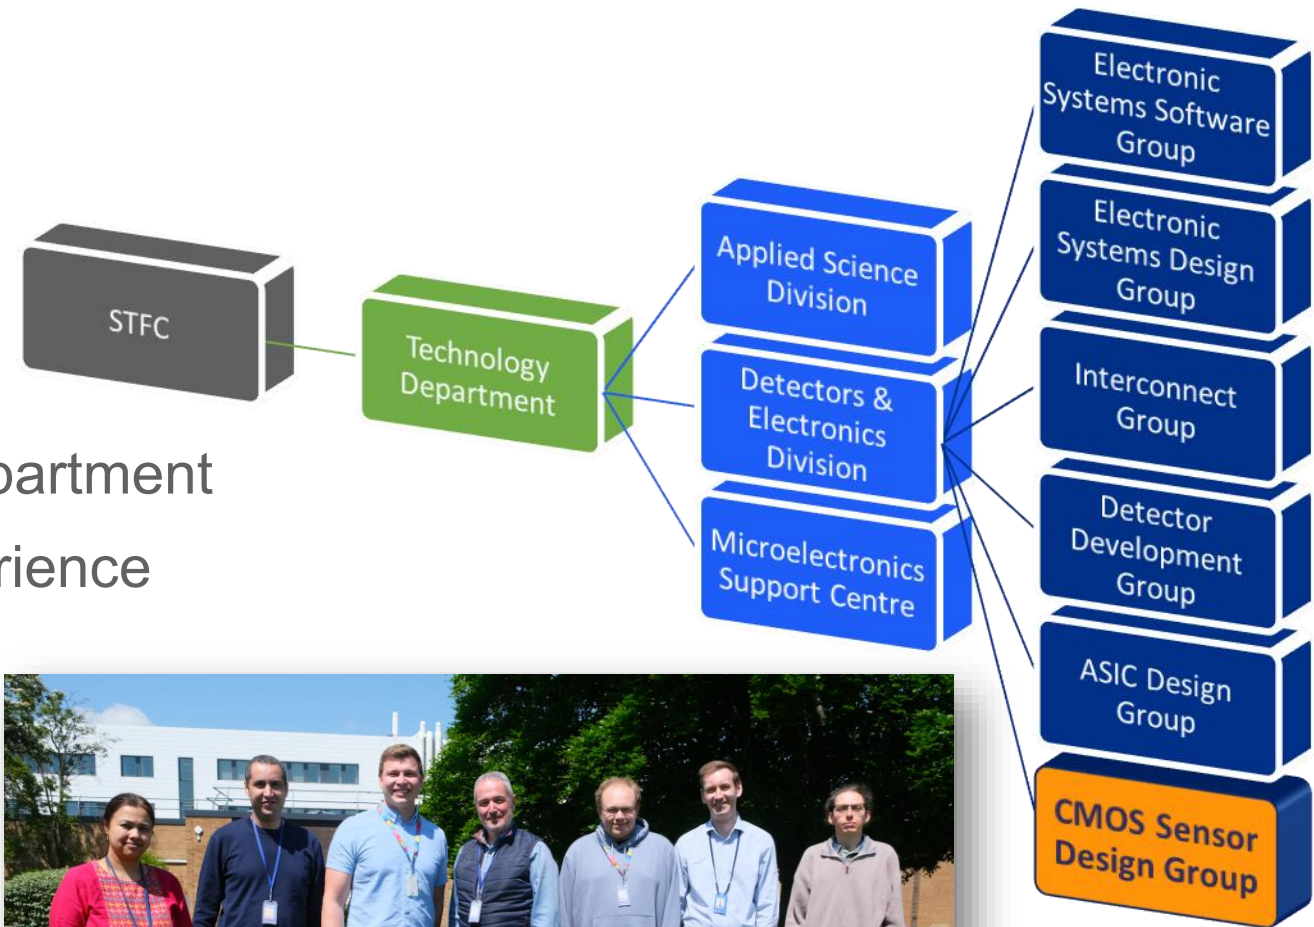 STFC
Technology
Department
Applied Science
Division
Detectors &
Electronics
Division
Microelectronics
Support Centre
Electronic
Systems Software
Group
Electronic
Systems Design
Group
Interconnect
Group
Detector
Development
Group
ASIC Design
Group
CMOS Sensor
Design Group
partment
rience